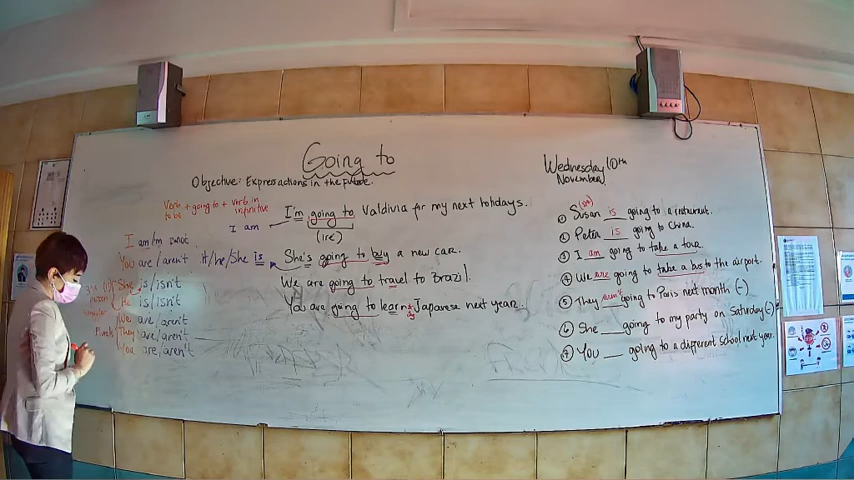 Going to
Objective: Express actions in the future.
Verb + going to + verb in
to be infinitive
I am
I'm going to Valdivia for my next holidays.
(ire)
She's going to buy a new car.
We are going to travel to Brazil.
You are going to learn Japanese next year.
I am/I'm not.
You are/aren't It/he/She is
She is/isn't
He is/isn't
We are/aren't
They are/aren't
You are/aren't
Plural
Wednesday 10th
November
① Susan is going to a
② Peter is going to China.
③ I am going to take a tour.
④ We are going to take a bus to the airport.
⑤ They aren't going to Paris next month (-)
⑥ She ___ going to my party on Saturday (-)
⑦ You ___ going to a different school next year.